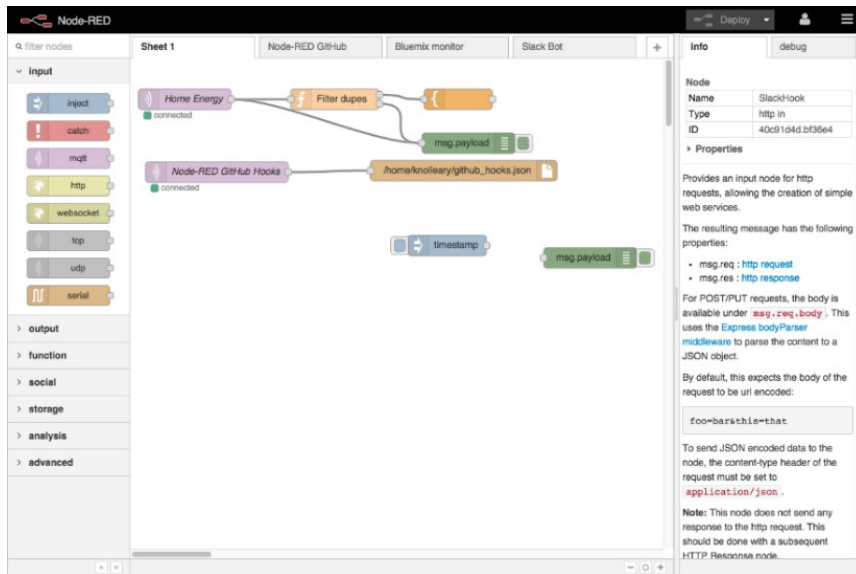 Node-RED
Deploy
filter nodes
input
inject
catch
mqtt
http
websocket
tcp
udp
serial
output
function
social
storage
analysis
advanced
Sheet 1
Node-RED GitHub
Bluemix monitor
Slack Bot
+
Home Energy
connected
Filter dupes
{
msg.payload
Node-RED GitHub Hooks
connected
/home/knolleary/github_hooks.json
timestamp
msg.payload
info
debug
Node
Name SlackHook
Type http in
ID 40c91d4d.bf36e4
Properties
Provides an input node for http
requests, allowing the creation of simple
web services.
The resulting message has the following
properties:
• msg.req : http request
• msg.res : http response
For POST/PUT requests, the body is
available under msg.req.body . This
uses the Express bodyParser
middleware to parse the content to a
JSON object.
By default, this expects the body of the
request to be url encoded:
foo=bar&this=that
To send JSON encoded data to the
node, the content-type header of the
request must be set to
application/json .
Note: This node does not send any
response to the http request. This
should be done with a subsequent
HTTP Response node.